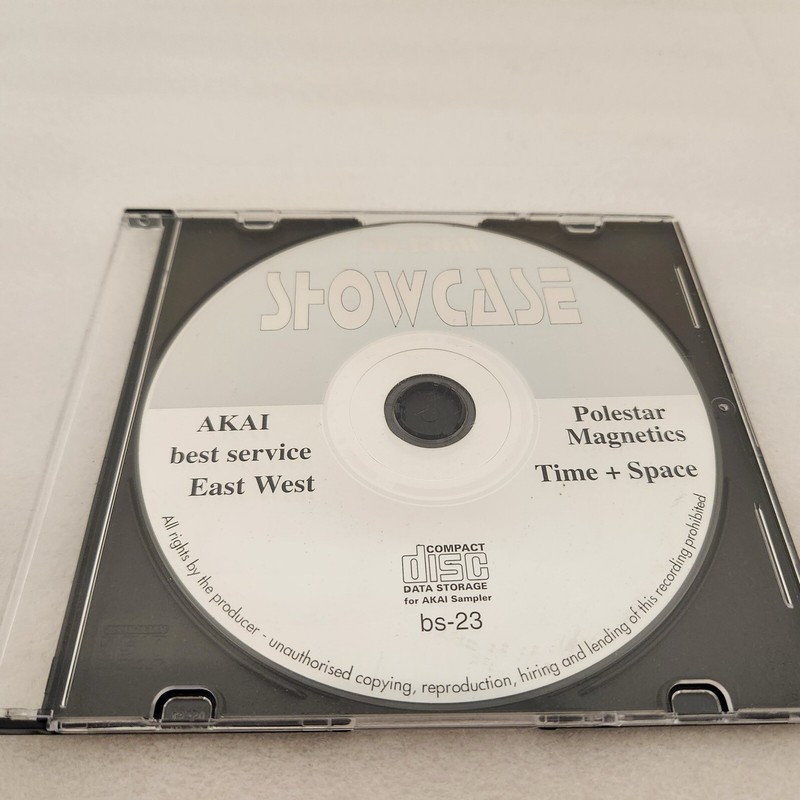 SHOWCASE
AKAI
best service
East West
Polestar
Magnetics
Time + Space
COMPACT
disc
DATA STORAGE
for AKAI Sampler
bs-23
All rights by the producer - unauthorised copying, reproduction, hiring and lending of this recording prohibited